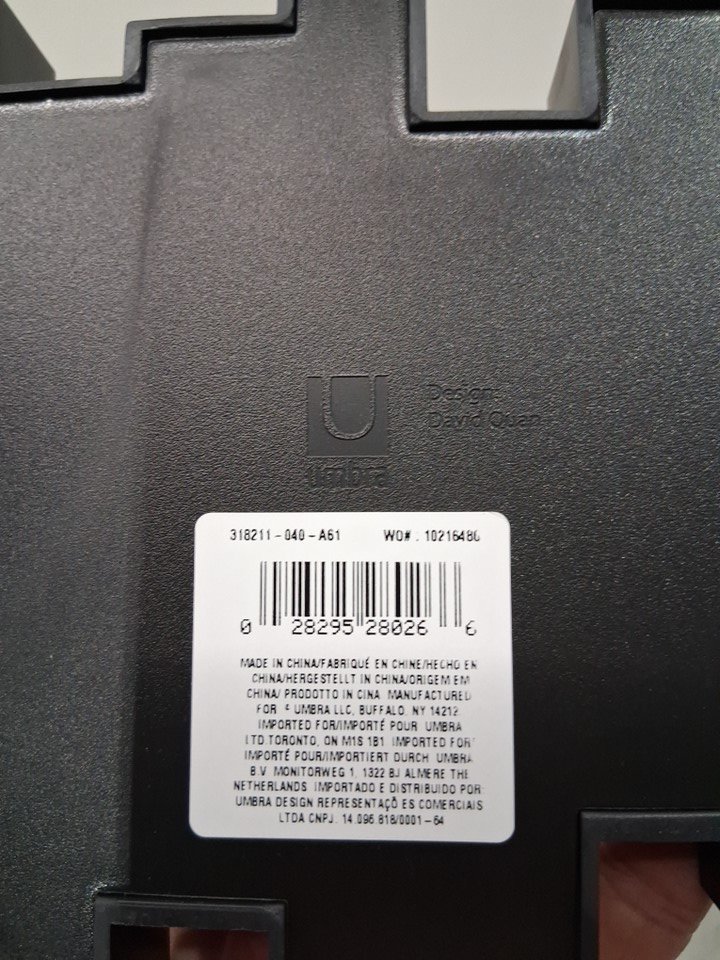 Design:
David Quan
umbra
318211-040-A61 WO#. 10216486
0 28295 28026 6
MADE IN CHINA/FABRIQUÉ EN CHINE/HECHO EN
CHINA/HERGESTELLT IN CHINA/ORIGEM EM
CHINA/ PRODOTTO IN CINA MANUFACTURED
FOR UMBRA LLC, BUFFALO, NY 14212
IMPORTED FOR/IMPORTÉ POUR UMBRA
LTD.TORONTO, ON M1S 1B1 IMPORTED FOR/
IMPORTÉ POUR/IMPORTIERT DURCH UMBRA
B.V MONITORWEG 1, 1322 BJ ALMERE THE
NETHERLANDS IMPORTADO E DISTRIBUIDO POR:
UMBRA DESIGN REPRESENTAÇÕ ES COMERCIAIS
LTDA CNPJ. 14 096 818/0001-64